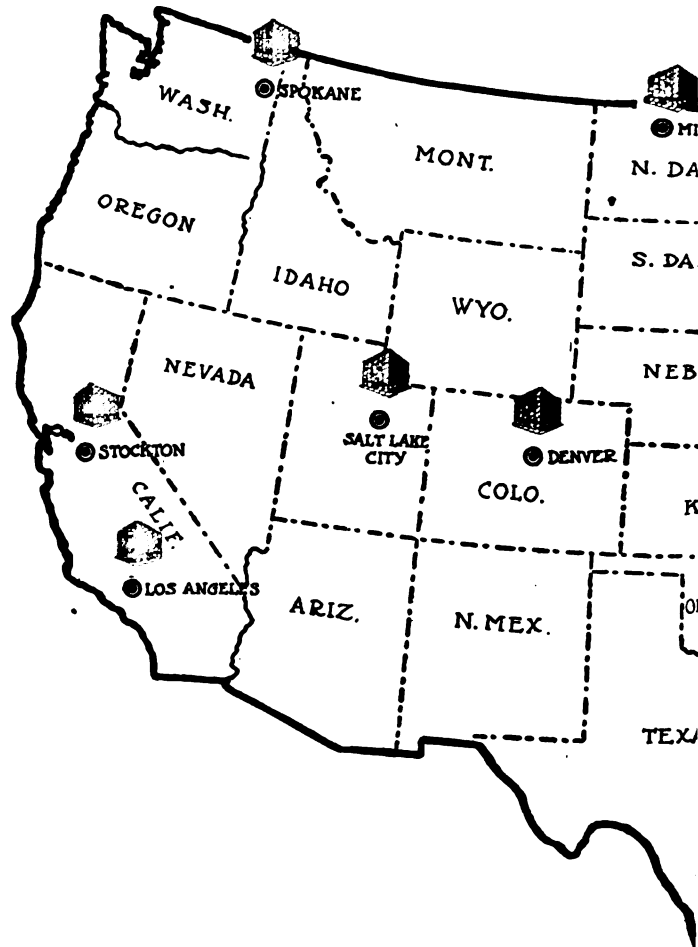 WASH.
SPOKANE
MONT.
MI
N. DA
OREGON
IDAHO
S. DA
WYO.
NEVADA
NEB
STOCKTON
SALT LAKE
CITY
DENVER
CALIF.
COLO.
K
LOS ANGELES
ARIZ.
N. MEX.
O
TEXA